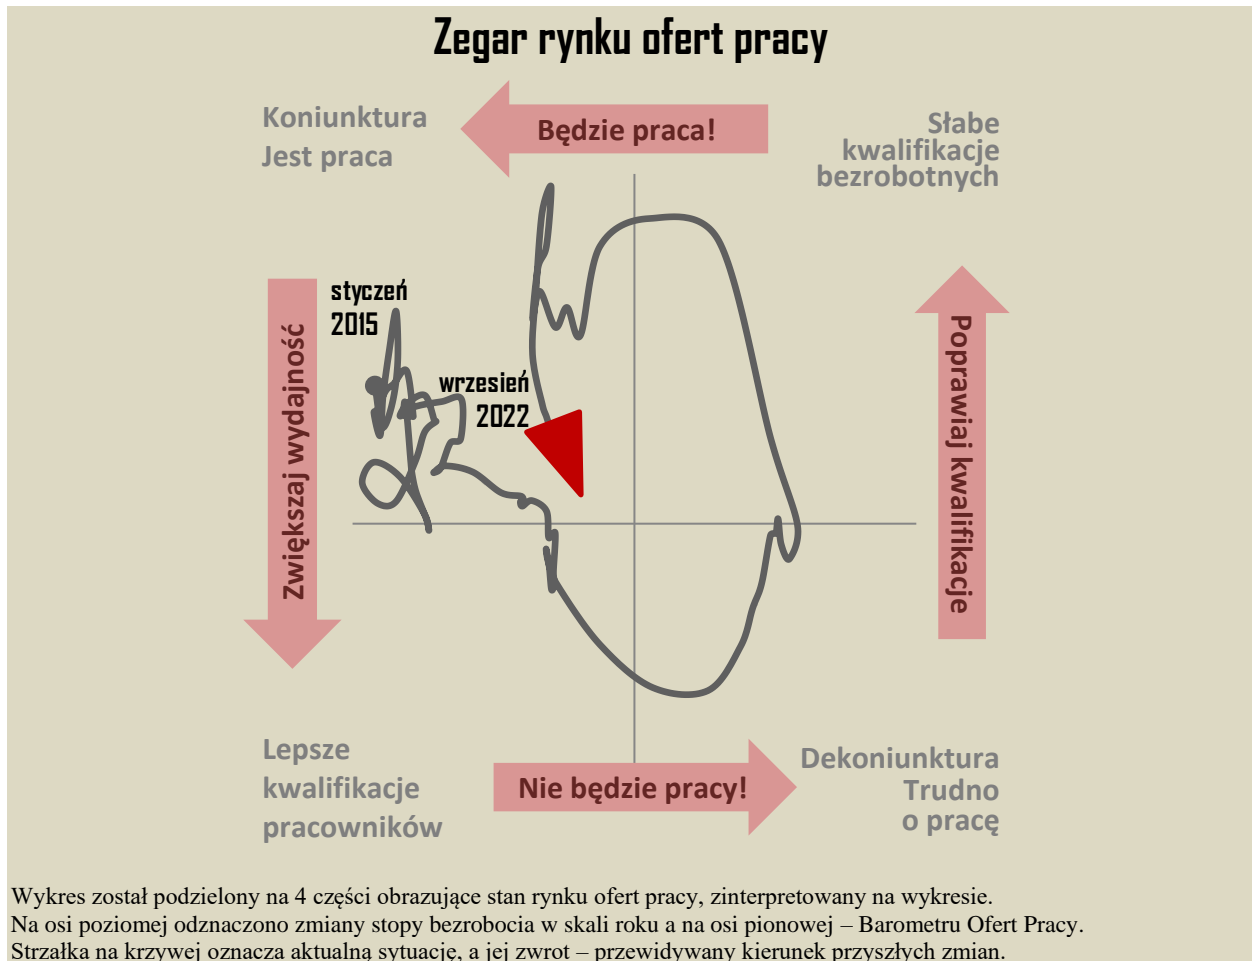 Zegar rynku ofert pracy
Koniunktura
Jest praca
Będzie praca!
Słabe
kwalifikacje
bezrobotnych
styczeń
2015
wrzesień
2022
Zwiększaj wydajność
Poprawiaj kwalifikacje
Lepsze
kwalifikacje
pracowników
Nie będzie pracy!
Dekoniunktura
Trudno
o pracę
Wykres został podzielony na 4 części obrazujące stan rynku ofert pracy, zinterpretowany na wykresie.
Na osi poziomej odznaczono zmiany stopy bezrobocia w skali roku a na osi pionowej – Barometru Ofert Pracy.
Strzałka na krzywej oznacza aktualną sytuację, a jej zwrot – przewidywany kierunek przyszłych zmian.